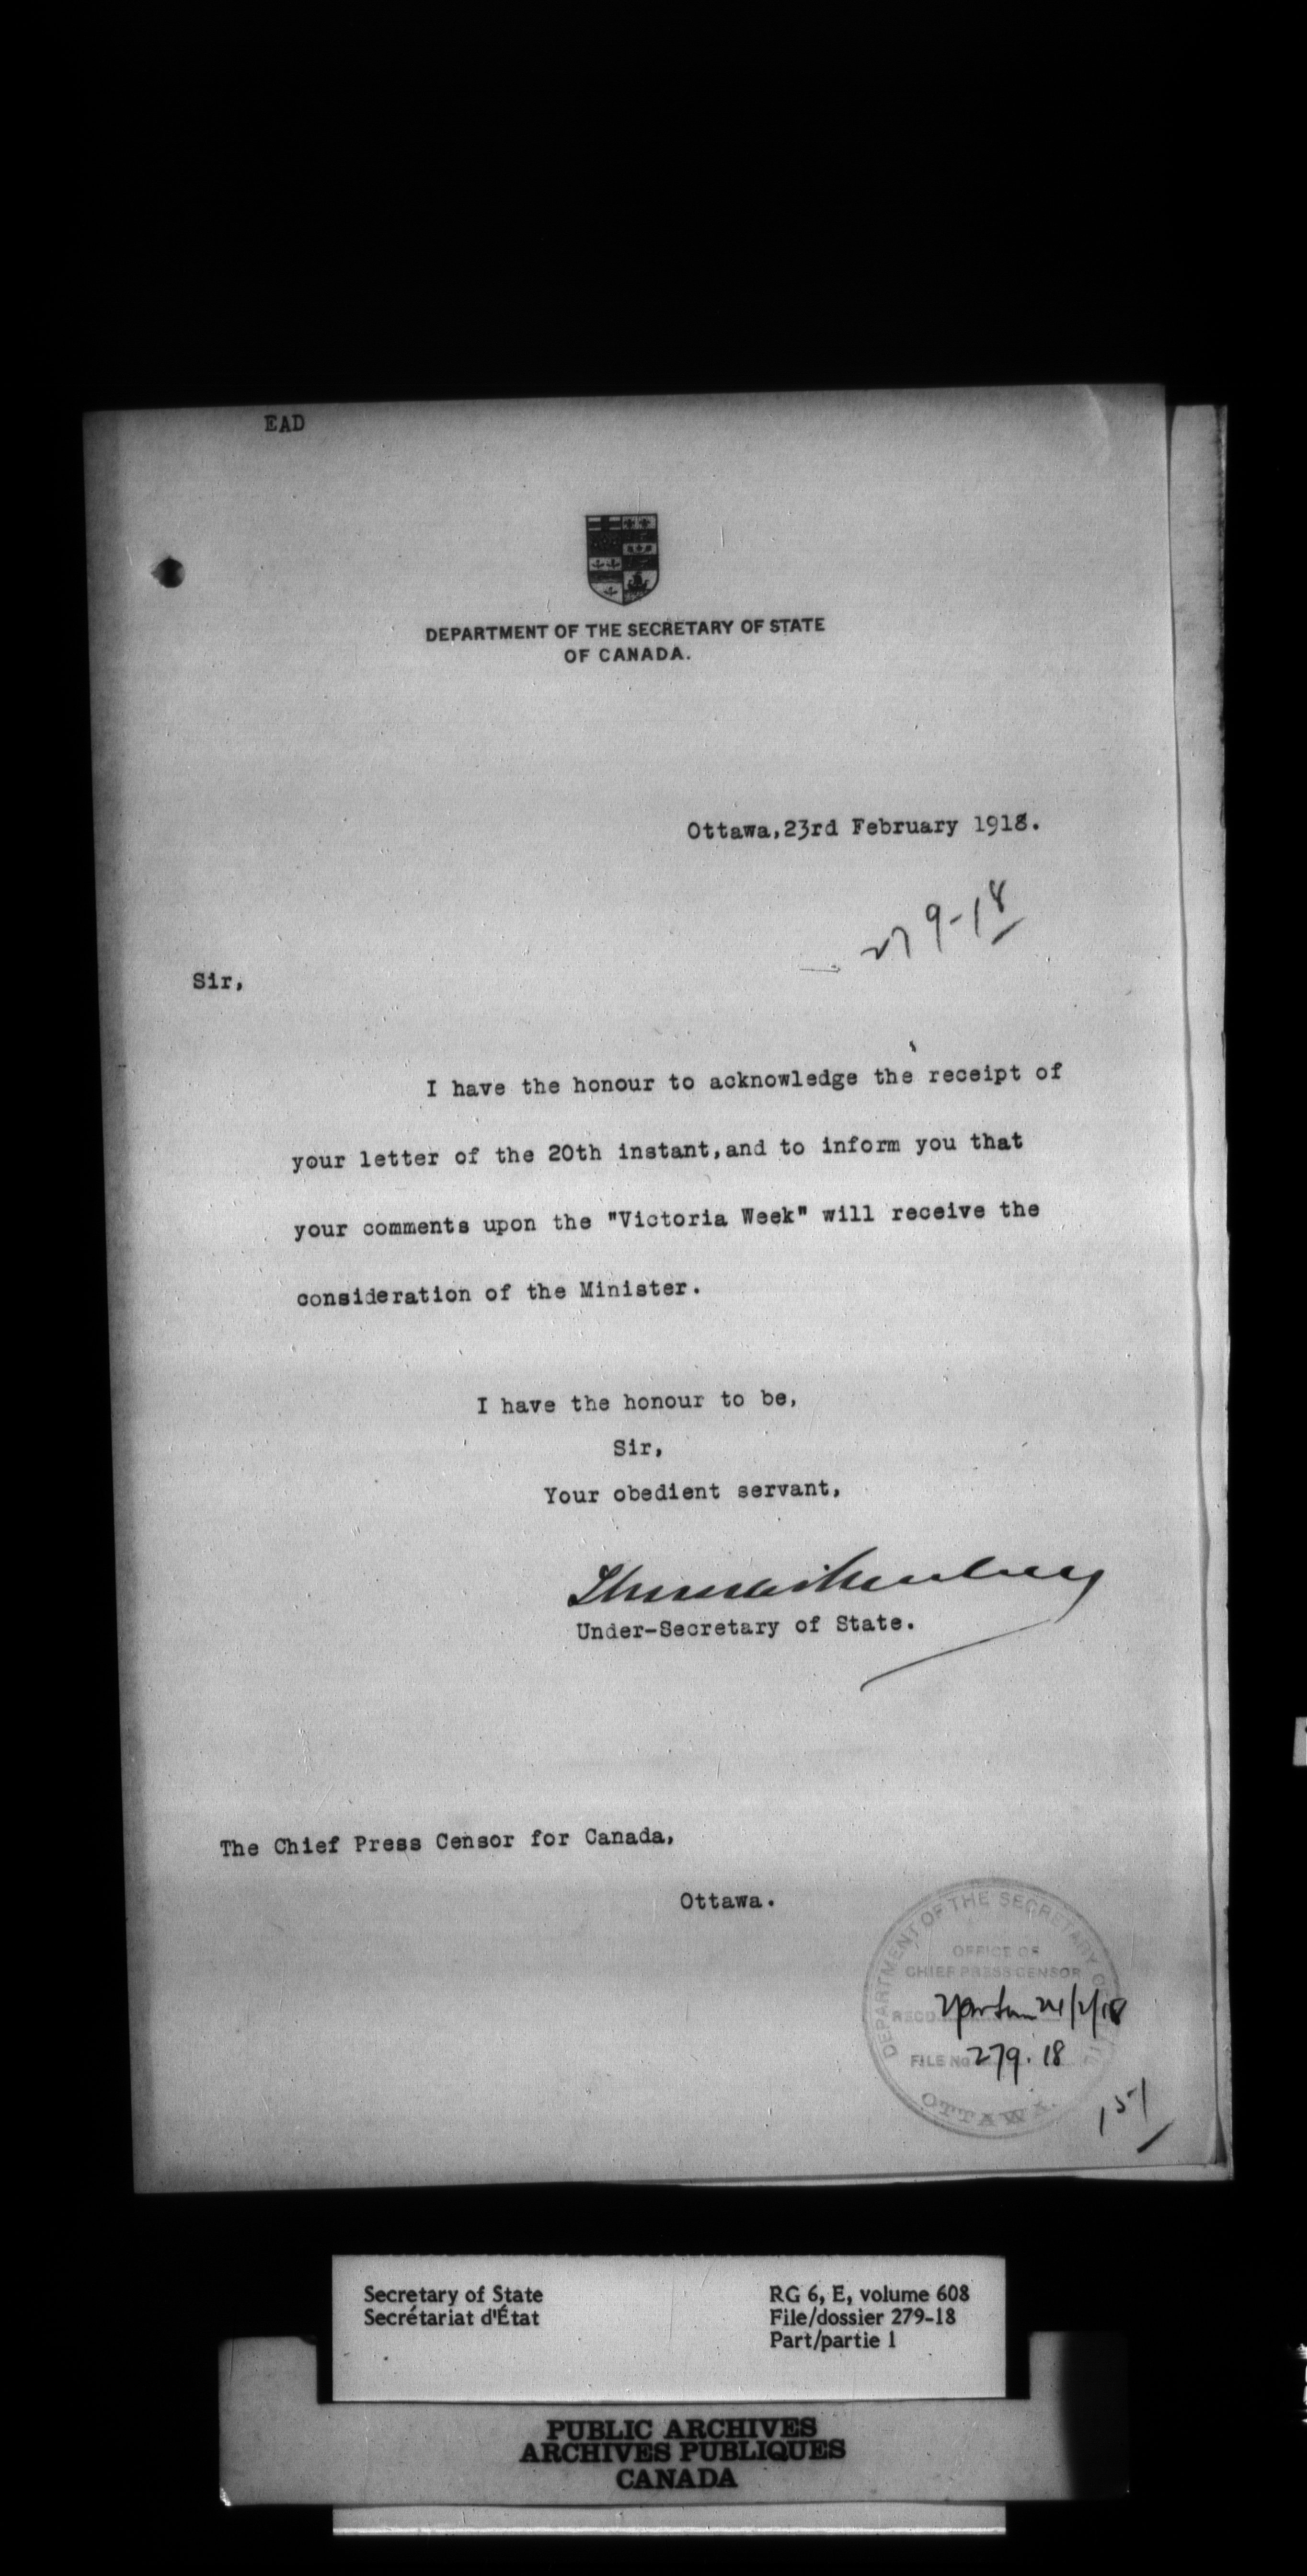 EAD
DEPARTMENT OF THE SECRETARY OF STATE
OF CANADA.
Ottawa,23rd February 1918.
279-18
Sir,
I have the honour to acknowledge the receipt of
your letter of the 20th instant,and to inform you that
your comments upon the "Victoria Week" will receive the
consideration of the Minister.
I have the honour to be,
Sir,
Your obedient servant,
Under-Secretary of State.
The Chief Press Censor for Canada,
Ottawa.
DEPARTMENT OF THE SECRETARY OF
OFFICE OF
CHIEF PRESS CENSOR
RECD
FILE No 279.18
OTTAWA.
151
Secretary of State
Secrétariat d'État
RG 6, E, volume 608
File/dossier 279-18
Part/partie 1
PUBLIC ARCHIVES
ARCHIVES PUBLIQUES
CANADA